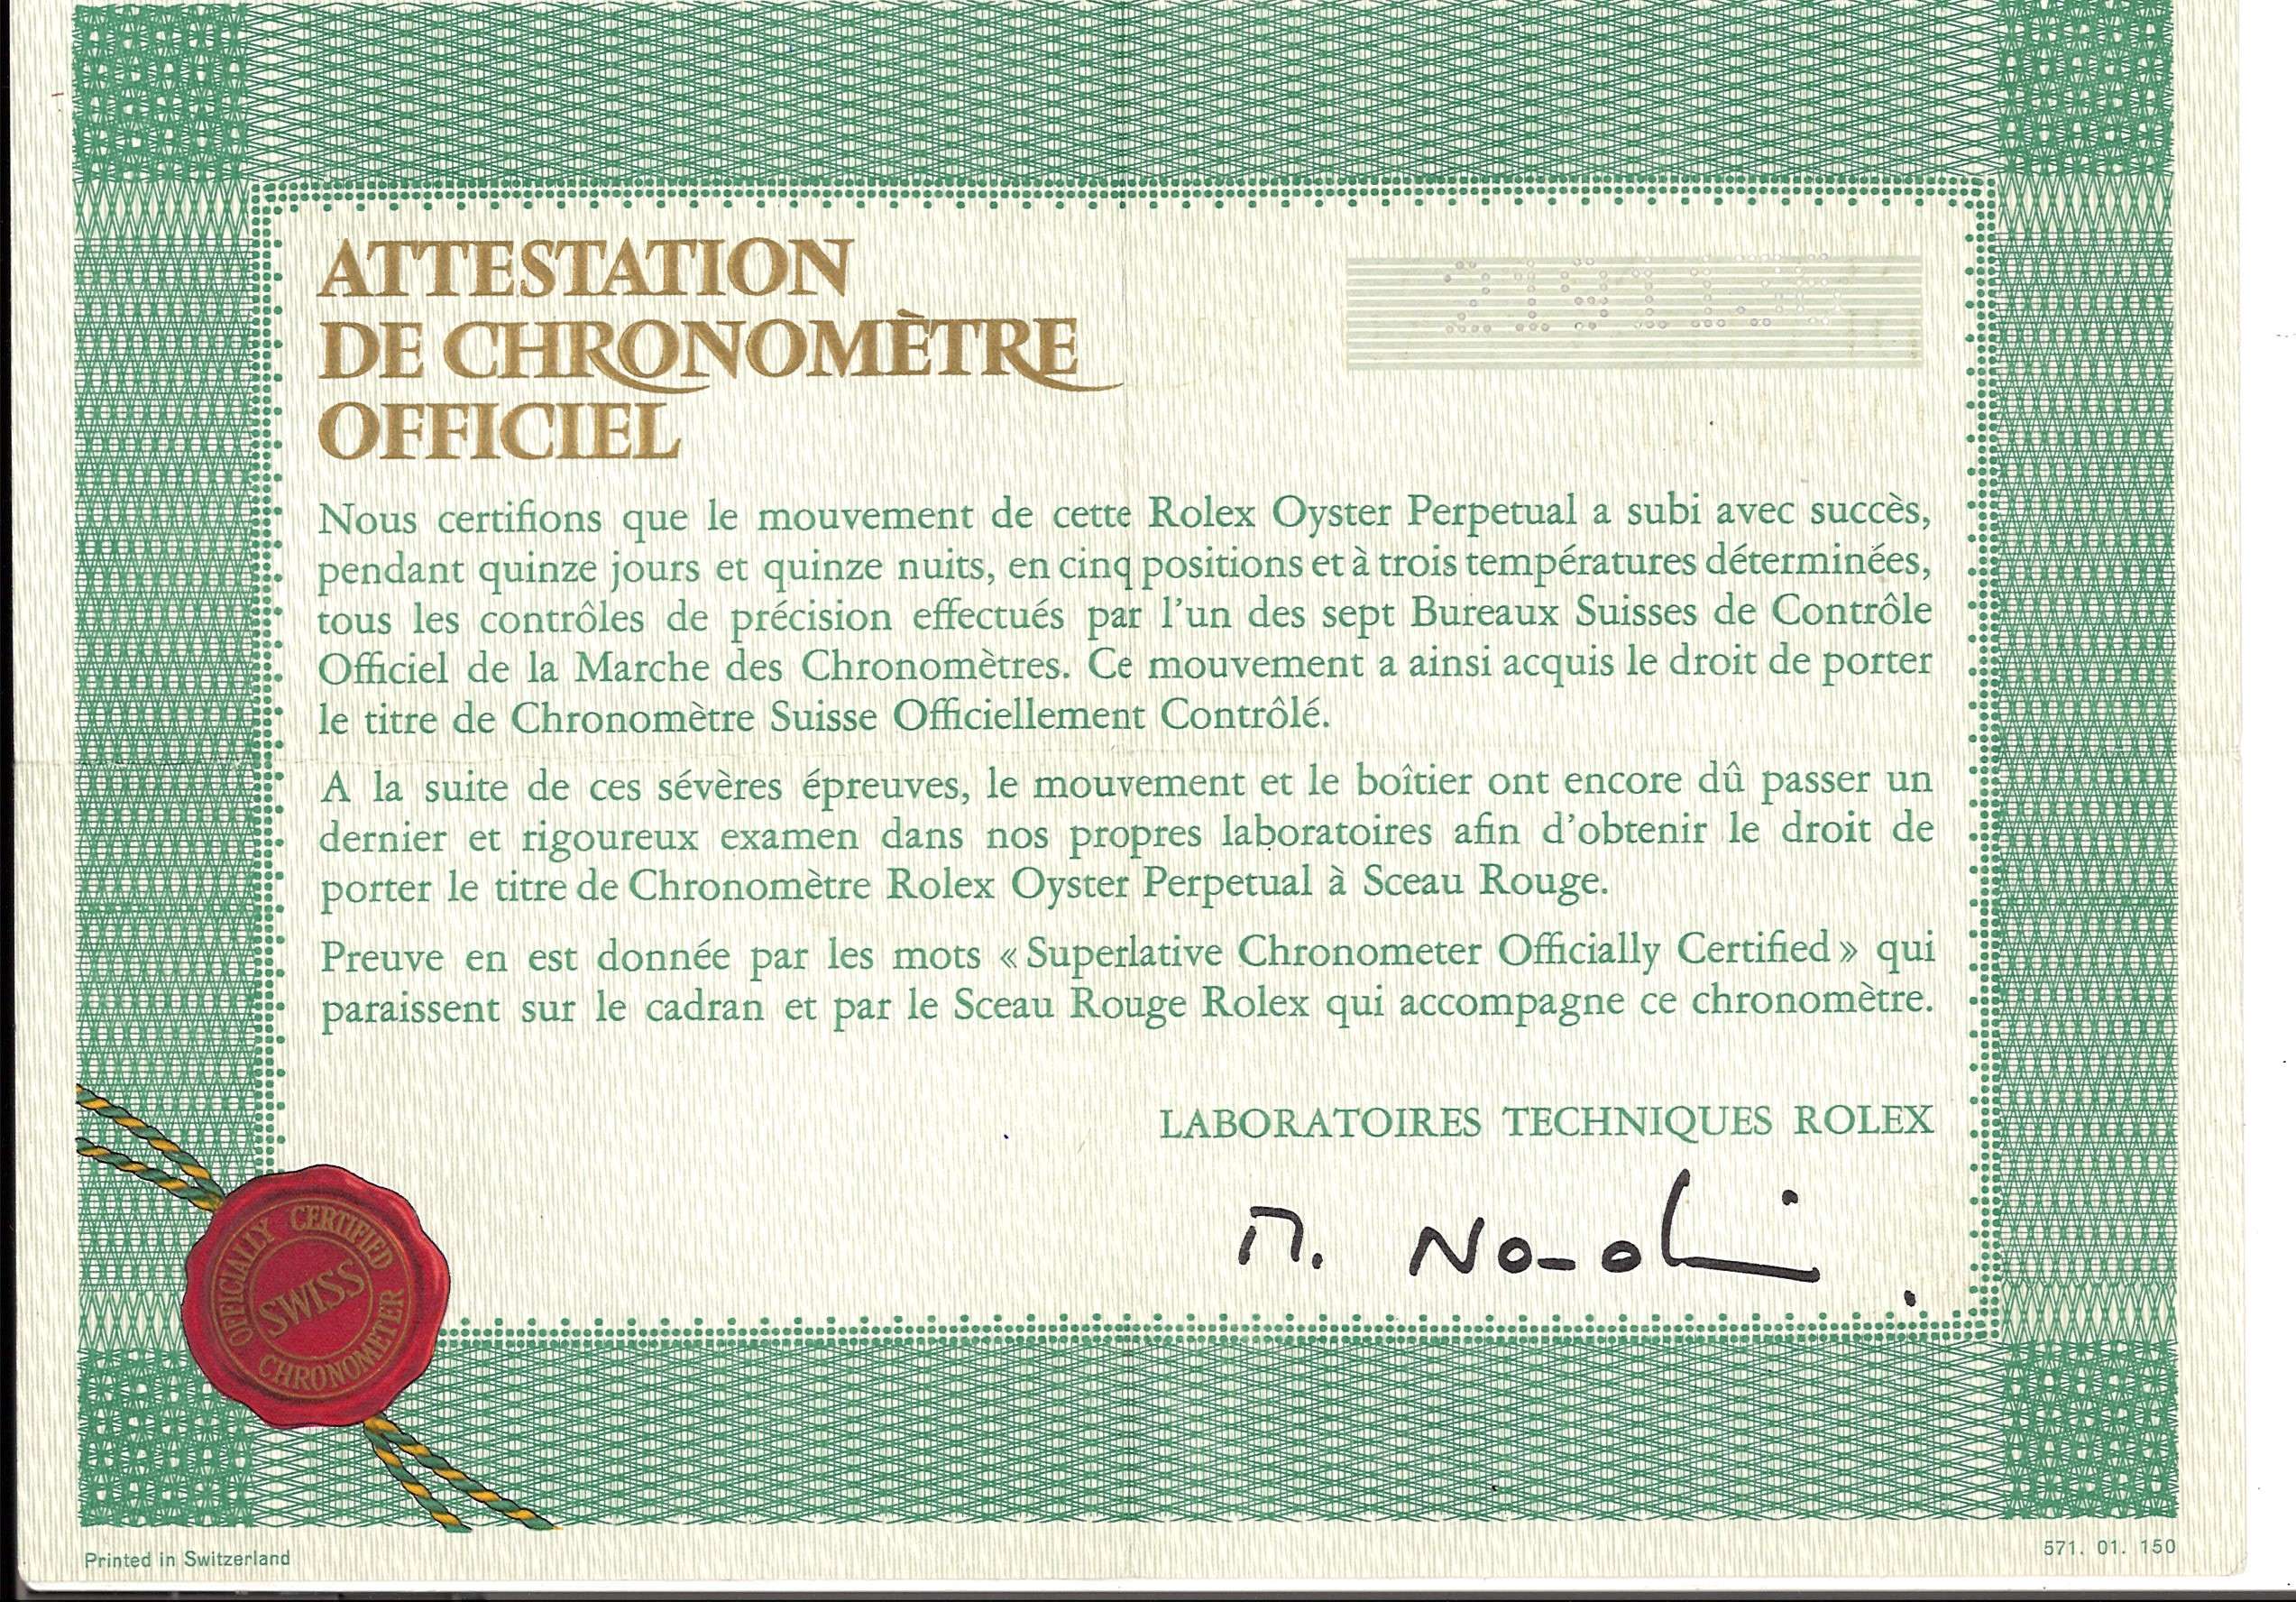 ATTESTATION
DE CHRONOMÈTRE
OFFICIEL
Nous certifions que le mouvement de cette Rolex Oyster Perpetual a subi avec succès,
pendant quinze jours et quinze nuits, en cinq positions et à trois températures déterminées,
tous les contrôles de précision effectués par l'un des sept Bureaux Suisses de Contrôle
Officiel de la Marche des Chronomètres. Ce mouvement a ainsi acquis le droit de porter
le titre de Chronomètre Suisse Officiellement Contrôlé.
A la suite de ces sévères épreuves, le mouvement et le boîtier ont encore dû passer un
dernier et rigoureux examen dans nos propres laboratoires afin d'obtenir le droit de
porter le titre de Chronomètre Rolex Oyster Perpetual à Sceau Rouge.
Preuve en est donnée par les mots « Superlative Chronometer Officially Certified » qui
paraissent sur le cadran et par le Sceau Rouge Rolex qui accompagne ce chronomètre.
LABORATOIRES TECHNIQUES ROLEX
OFFICIALLY CERTIFIED
SWISS
CHRONOMETER
Printed in Switzerland
571. 01. 150